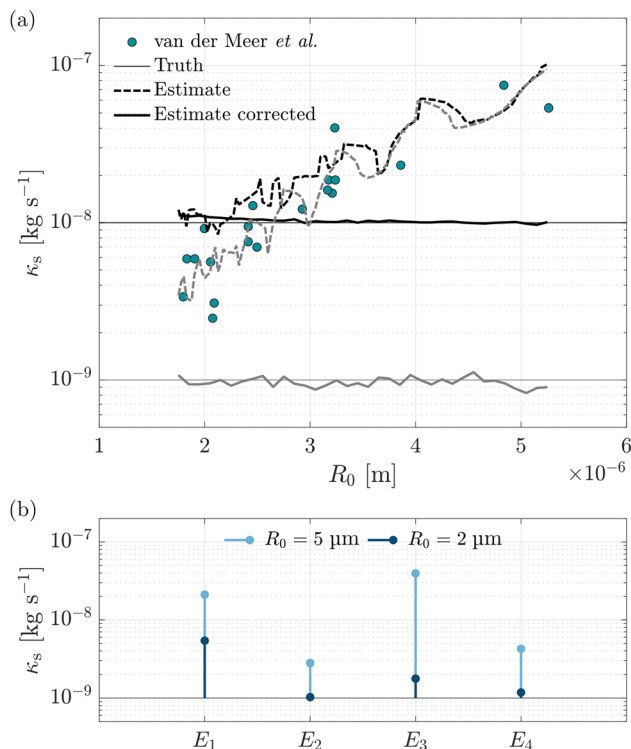 (a)
10⁻⁷
van der Meer et al.
Truth
Estimate
Estimate corrected
κₛ [kg s⁻¹]
10⁻⁸
10⁻⁹
1 2 3 4 5 6
R₀ [m]
×10⁻⁶
(b)
10⁻⁷
R₀ = 5 µm R₀ = 2 µm
κₛ [kg s⁻¹]
10⁻⁸
10⁻⁹
E₁ E₂ E₃ E₄